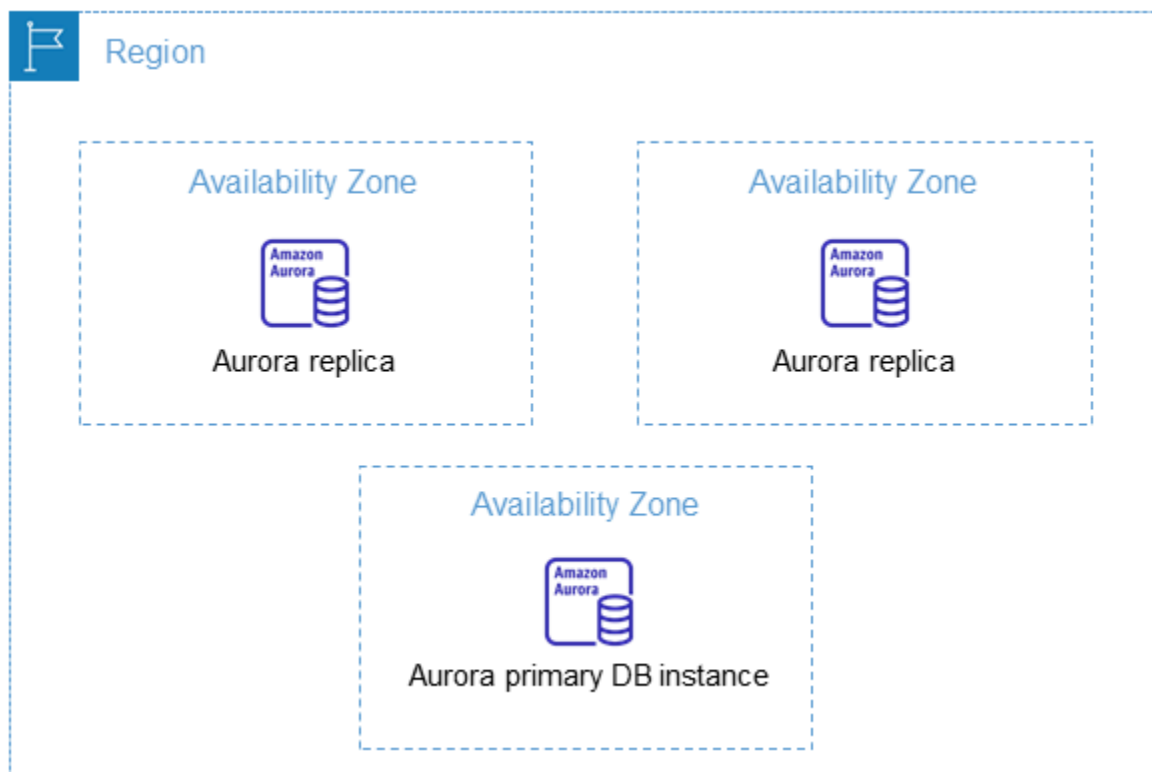 Region
Availability Zone
Amazon
Aurora
Aurora replica
Availability Zone
Amazon
Aurora
Aurora replica
Availability Zone
Amazon
Aurora
Aurora primary DB instance